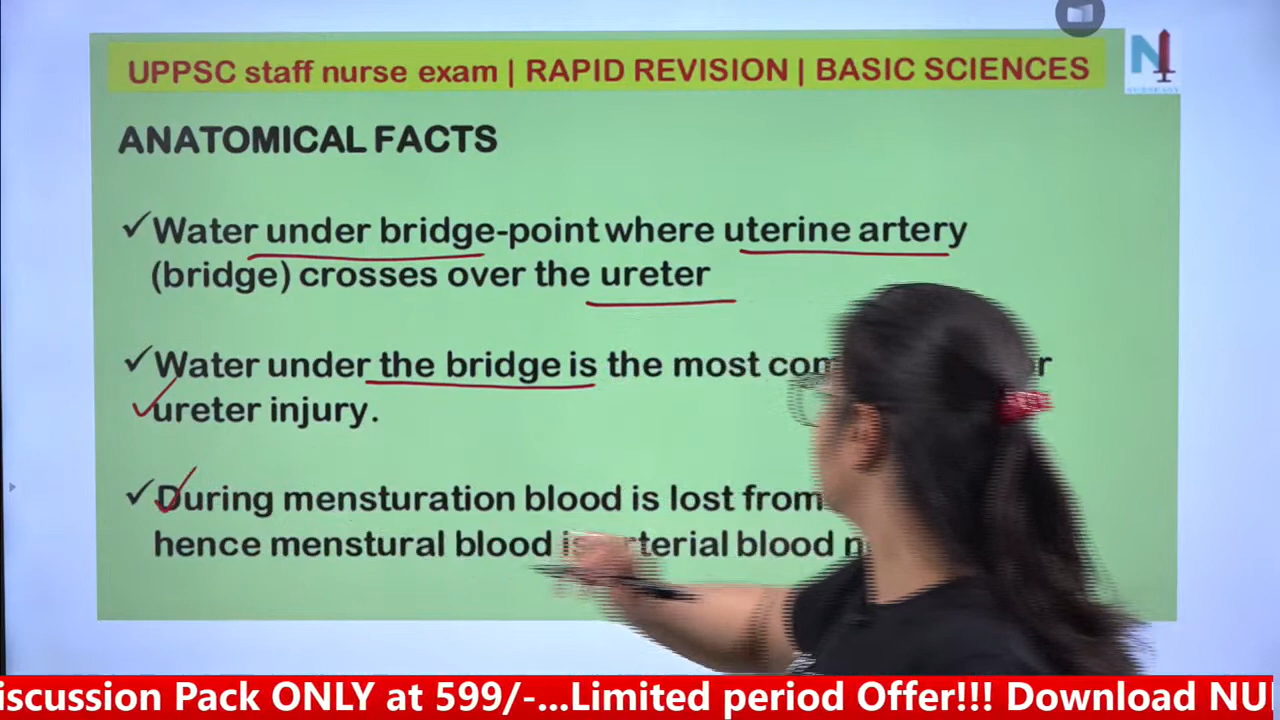 UPPSC staff nurse exam | RAPID REVISION | BASIC SCIENCES
N
ANATOMICAL FACTS
✓Water under bridge-point where uterine artery
(bridge) crosses over the ureter
✓Water under the bridge is the most
ureter injury.
✓During mensturation blood is lost from
hence menstural blood blood
iscussion Pack ONLY at 599/-...Limited period Offer!!! Download NU